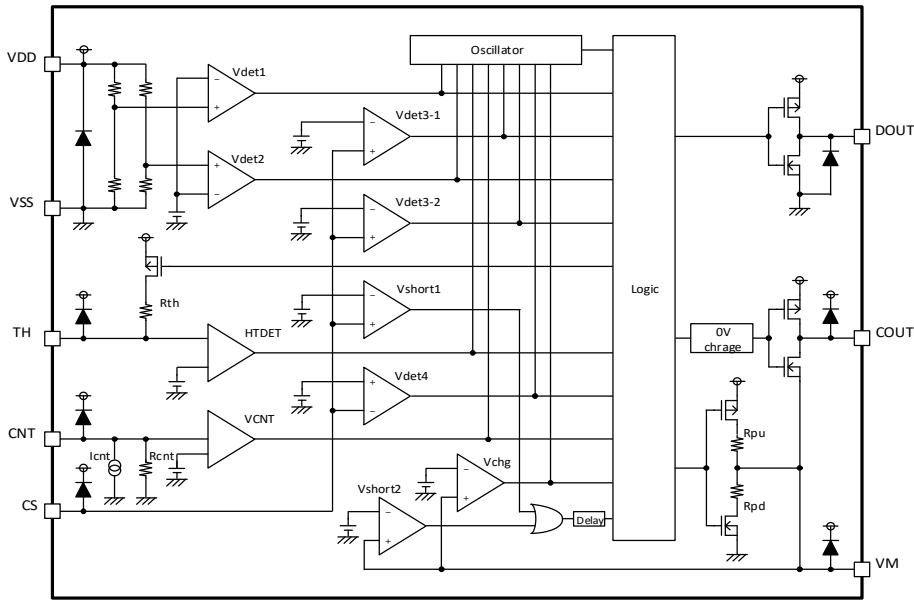 Oscillator
VDD
Vdet1
Vdet3-1
DOUT
Vdet2
VSS
Vdet3-2
Logic
Rth
Vshort1
TH
HTDET
0V
chrage
COUT
Vdet4
CNT
VCNT
Icnt
Rcnt
Rpu
Vchg
CS
Vshort2
Rpd
Delay
VM